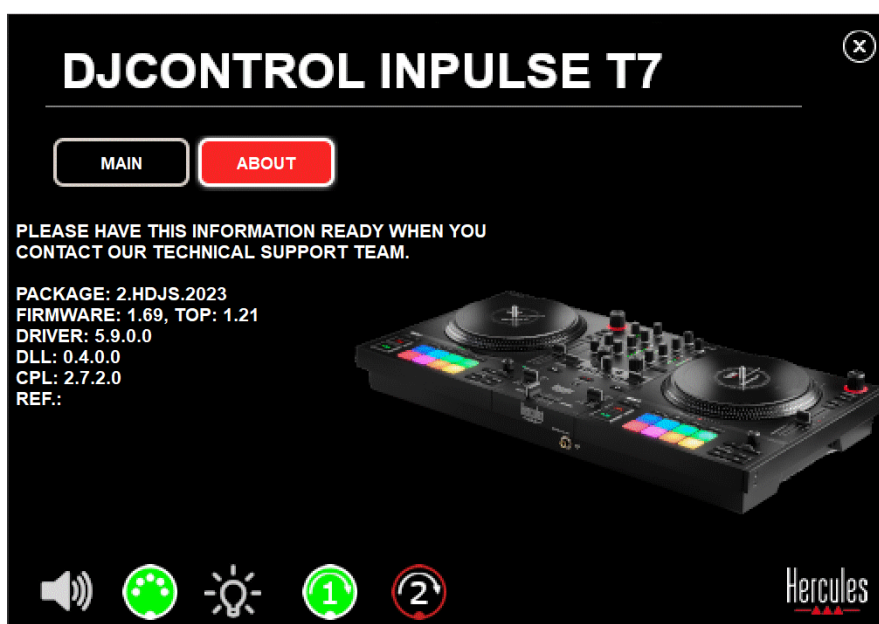 DJCONTROL INPULSE T7
MAIN
ABOUT
PLEASE HAVE THIS INFORMATION READY WHEN YOU
CONTACT OUR TECHNICAL SUPPORT TEAM.
PACKAGE: 2.HDJS.2023
FIRMWARE: 1.69, TOP: 1.21
DRIVER: 5.9.0.0
DLL: 0.4.0.0
CPL: 2.7.2.0
REF.:
1
2
Hercules